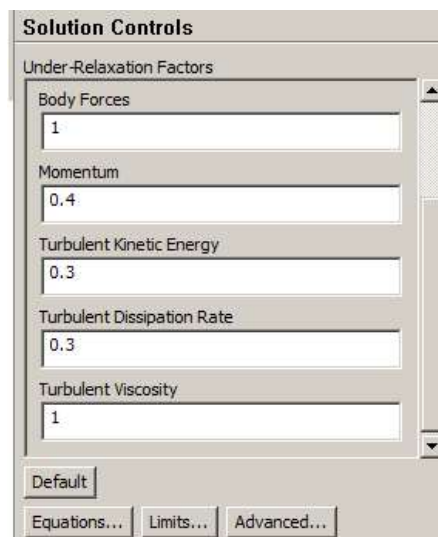 Solution Controls
Under-Relaxation Factors
Body Forces
1
Momentum
0.4
Turbulent Kinetic Energy
0.3
Turbulent Dissipation Rate
0.3
Turbulent Viscosity
1
Default
Equations... Limits... Advanced...